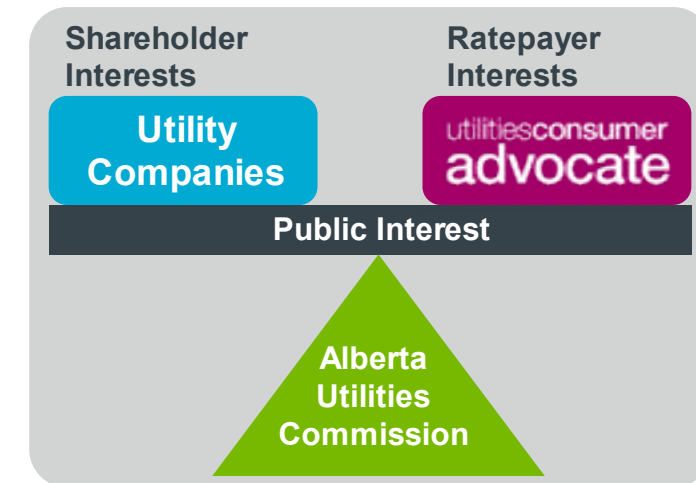 Shareholder
Interests
Ratepayer
Interests
Utility
Companies
utilitiesconsumer
advocate
Public Interest
Alberta
Utilities
Commission